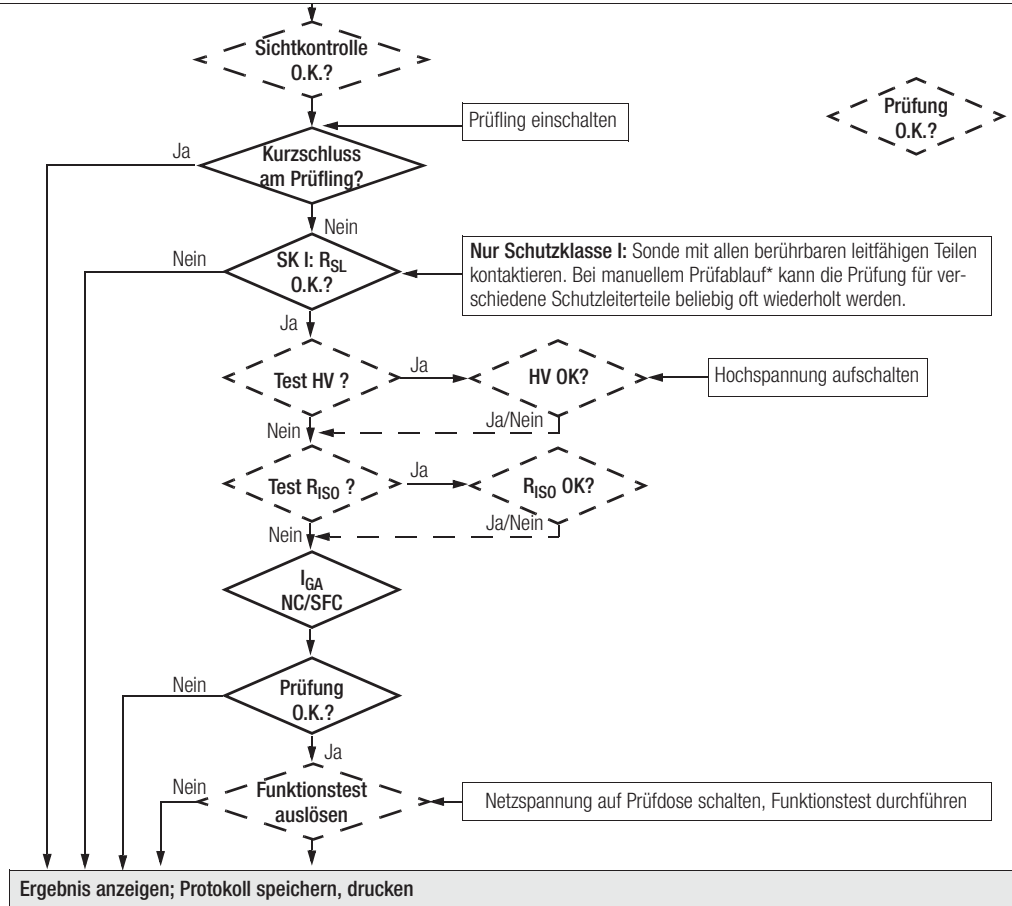 Sichtkontrolle
O.K.?
Prüfling einschalten
Prüfung
O.K.?
Ja
Kurzschluss
am Prüfling?
Nein
Nein
SK I: RSL
O.K.?
Nur Schutzklasse I: Sonde mit allen berührbaren leitfähigen Teilen
kontaktieren. Bei manuellem Prüfablauf* kann die Prüfung für ver-
schiedene Schutzleiterteile beliebig oft wiederholt werden.
Ja
Test HV ?
Ja
HV OK?
Hochspannung aufschalten
Nein
Ja/Nein
Test RISO ?
Ja
RISO OK?
Nein
Ja/Nein
IGA
NC/SFC
Nein
Prüfung
O.K.?
Ja
Nein
Funktionstest
auslösen
Netzspannung auf Prüfdose schalten, Funktionstest durchführen
Ergebnis anzeigen; Protokoll speichern, drucken